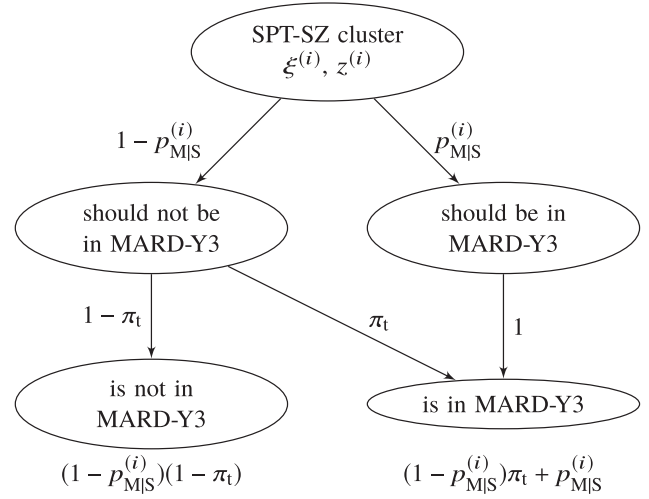 SPT-SZ cluster
ξ^(i), z^(i)
1 − p_M|S^(i)
p_M|S^(i)
should not be
in MARD-Y3
should be in
MARD-Y3
1 − π_t
π_t
1
is not in
MARD-Y3
is in MARD-Y3
(1 − p_M|S^(i))(1 − π_t)
(1 − p_M|S^(i))π_t + p_M|S^(i)